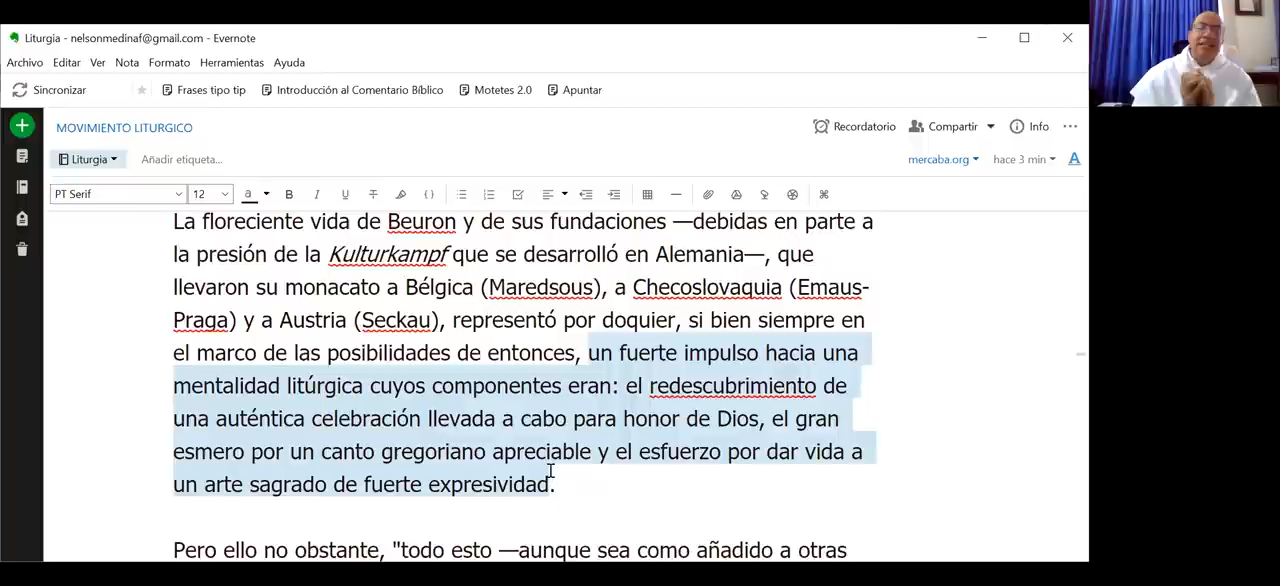 Liturgia - nelsonmedinaf@gmail.com - Evernote
Archivo Editar Ver Nota Formato Herramientas Ayuda
Sincronizar Frases tipo tip Introducción al Comentario Bíblico Motetes 2.0 Apuntar
MOVIMIENTO LITURGICO Recordatorio Compartir Info
Liturgia Añadir etiqueta... mercaba.org hace 3 min
PT Serif 12
La floreciente vida de Beuron y de sus fundaciones —debidas en parte a
la presión de la Kulturkampf que se desarrolló en Alemania—, que
llevaron su monacato a Bélgica (Maredsous), a Checoslovaquia (Emaus-
Praga) y a Austria (Seckau), representó por doquier, si bien siempre en
el marco de las posibilidades de entonces, un fuerte impulso hacia una
mentalidad litúrgica cuyos componentes eran: el redescubrimiento de
una auténtica celebración llevada a cabo para honor de Dios, el gran
esmero por un canto gregoriano apreciable y el esfuerzo por dar vida a
un arte sagrado de fuerte expresividad.
Pero ello no obstante, "todo esto —aunque sea como añadido a otras